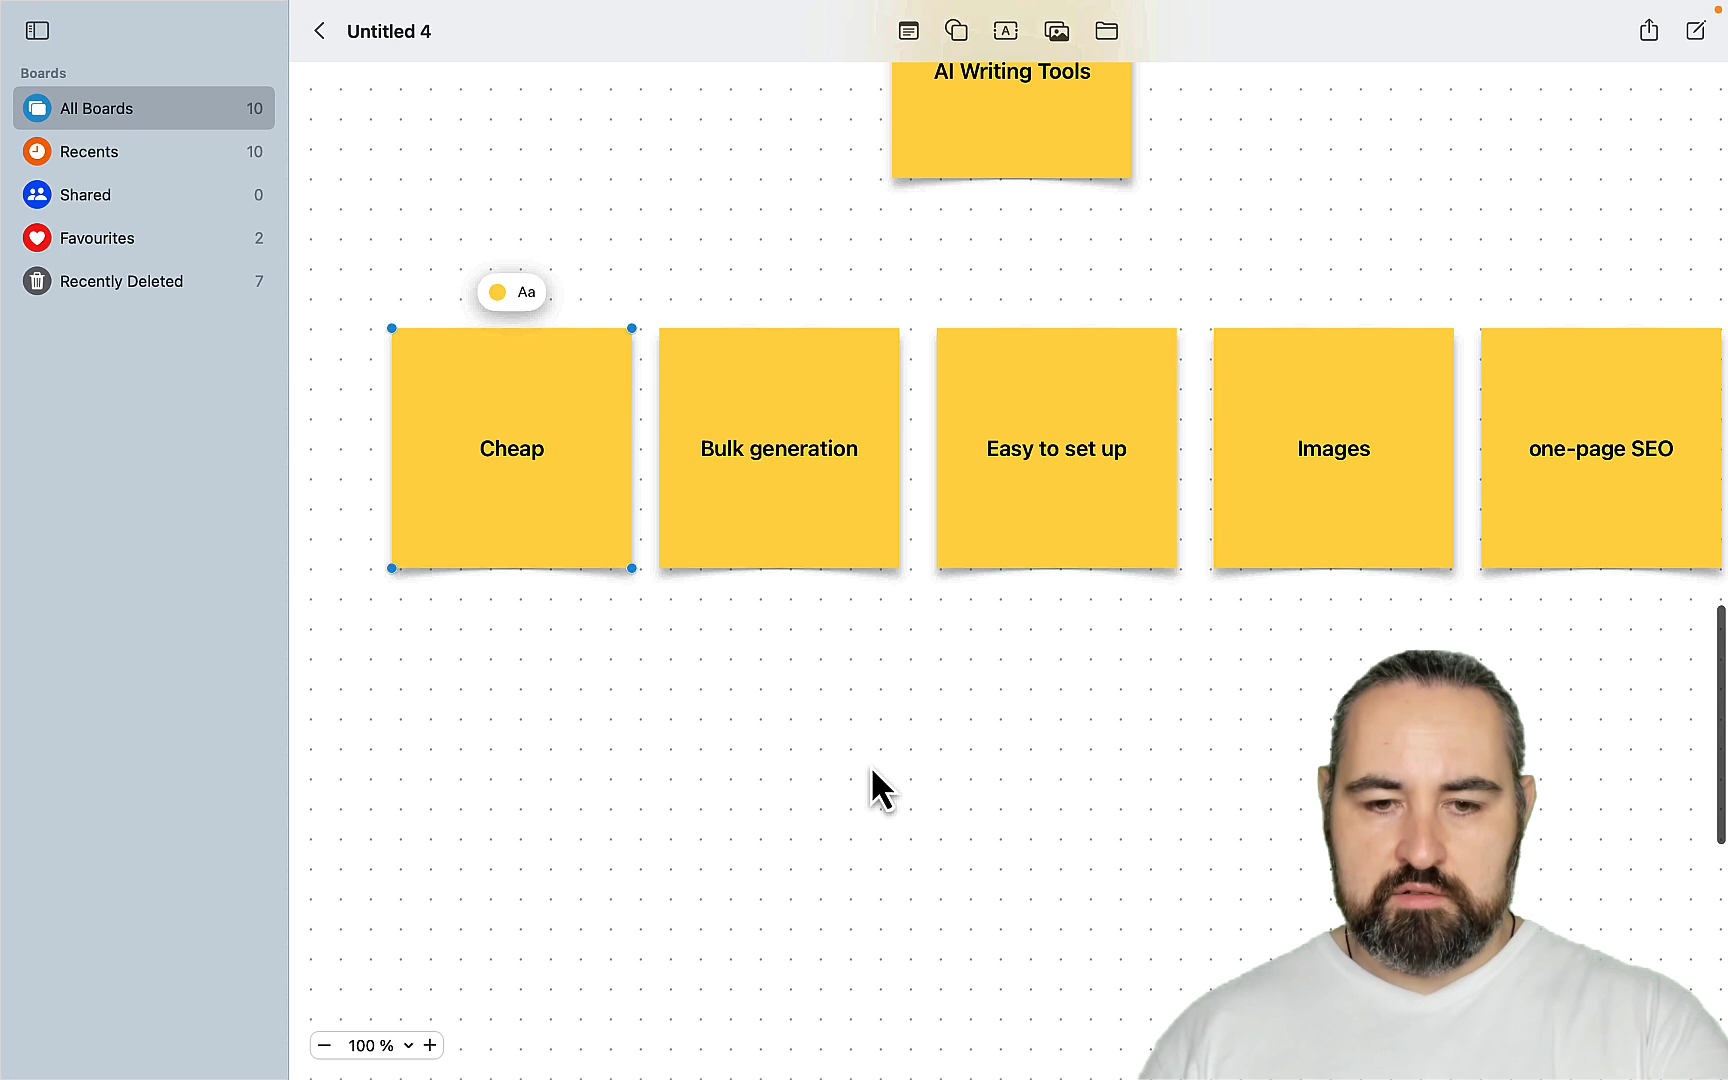 Untitled 4
Boards
All Boards 10
Recents 10
Shared 0
Favourites 2
Recently Deleted 7
A
AI Writing Tools
Aa
Cheap
Bulk generation
Easy to set up
Images
one-page SEO
100 %